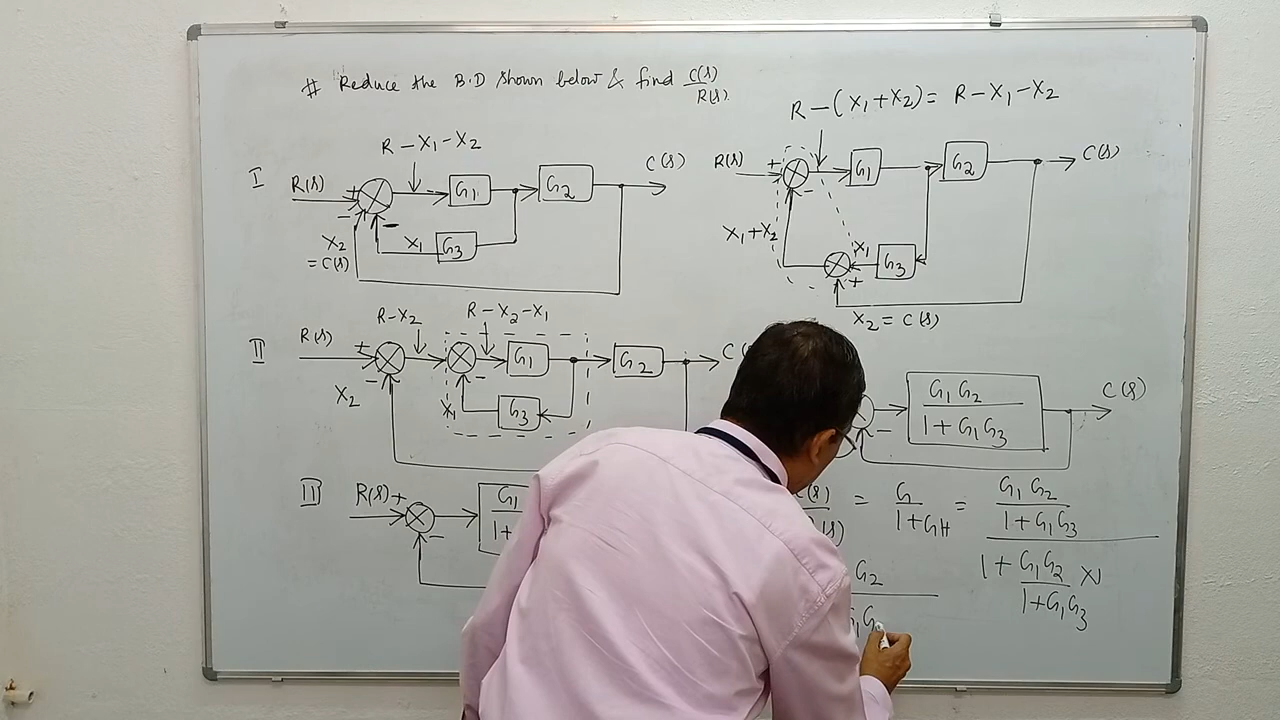 # Reduce the B.D shown below & find C(s)/R(s).
I
R - X1 - X2
R(s)
+
-
-
G1
G2
C(s)
X1
G3
X2
= C(s)
R - (X1 + X2) = R - X1 - X2
R(s)
+
-
G1
G2
C(s)
X1 + X2
X1
+
+
G3
X2 = C(s)
II
R(s)
R - X2
R - X2 - X1
+
-
-
G1
G2
X2
X1
G3
-
G1 G2
1 + G1 G3
C(s)
III
R(s)
+
-
G1
1+
= G/1+GH = G1 G2/1 + G1 G3
1 + G1 G2/1+G1G3 X1
G2